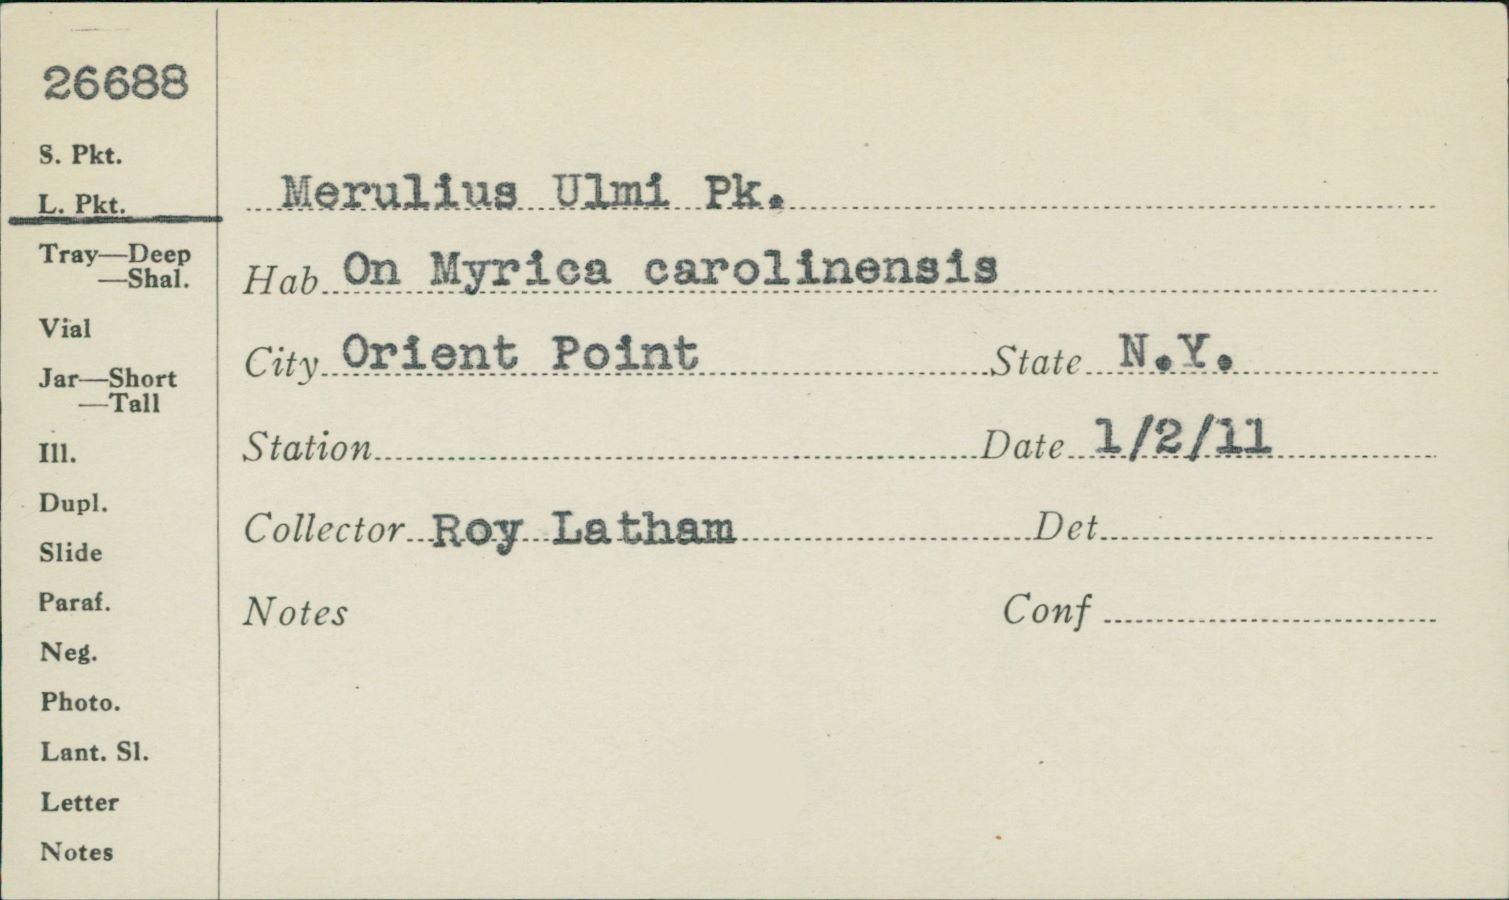 26688
S. Pkt.
L. Pkt.
Tray—Deep
—Shal.
Vial
Jar—Short
—Tall
Ill.
Dupl.
Slide
Paraf.
Neg.
Photo.
Lant. Sl.
Letter
Notes
Merulius Ulmi Pk.
Hab On Myrica carolinensis
City Orient Point State N.Y.
Station Date 1/2/11
Collector Roy Latham Det
Notes Conf